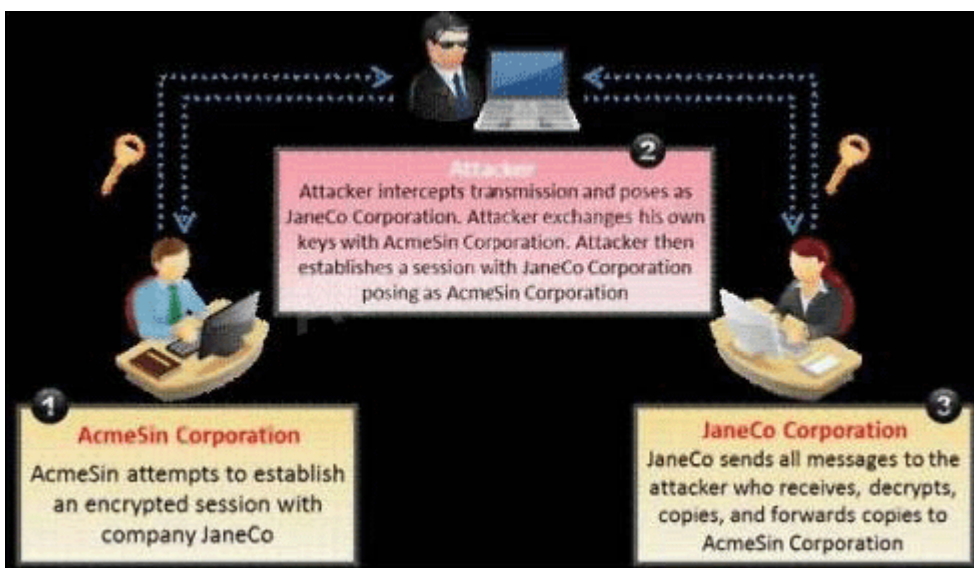 2
Attacker
Attacker intercepts transmission and poses as
JaneCo Corporation. Attacker exchanges his own
keys with AcmeSin Corporation. Attacker then
establishes a session with JaneCo Corporation
posing as AcmeSin Corporation
1
AcmeSin Corporation
AcmeSin attempts to establish
an encrypted session with
company JaneCo
3
JaneCo Corporation
JaneCo sends all messages to the
attacker who receives, decrypts,
copies, and forwards copies to
AcmeSin Corporation